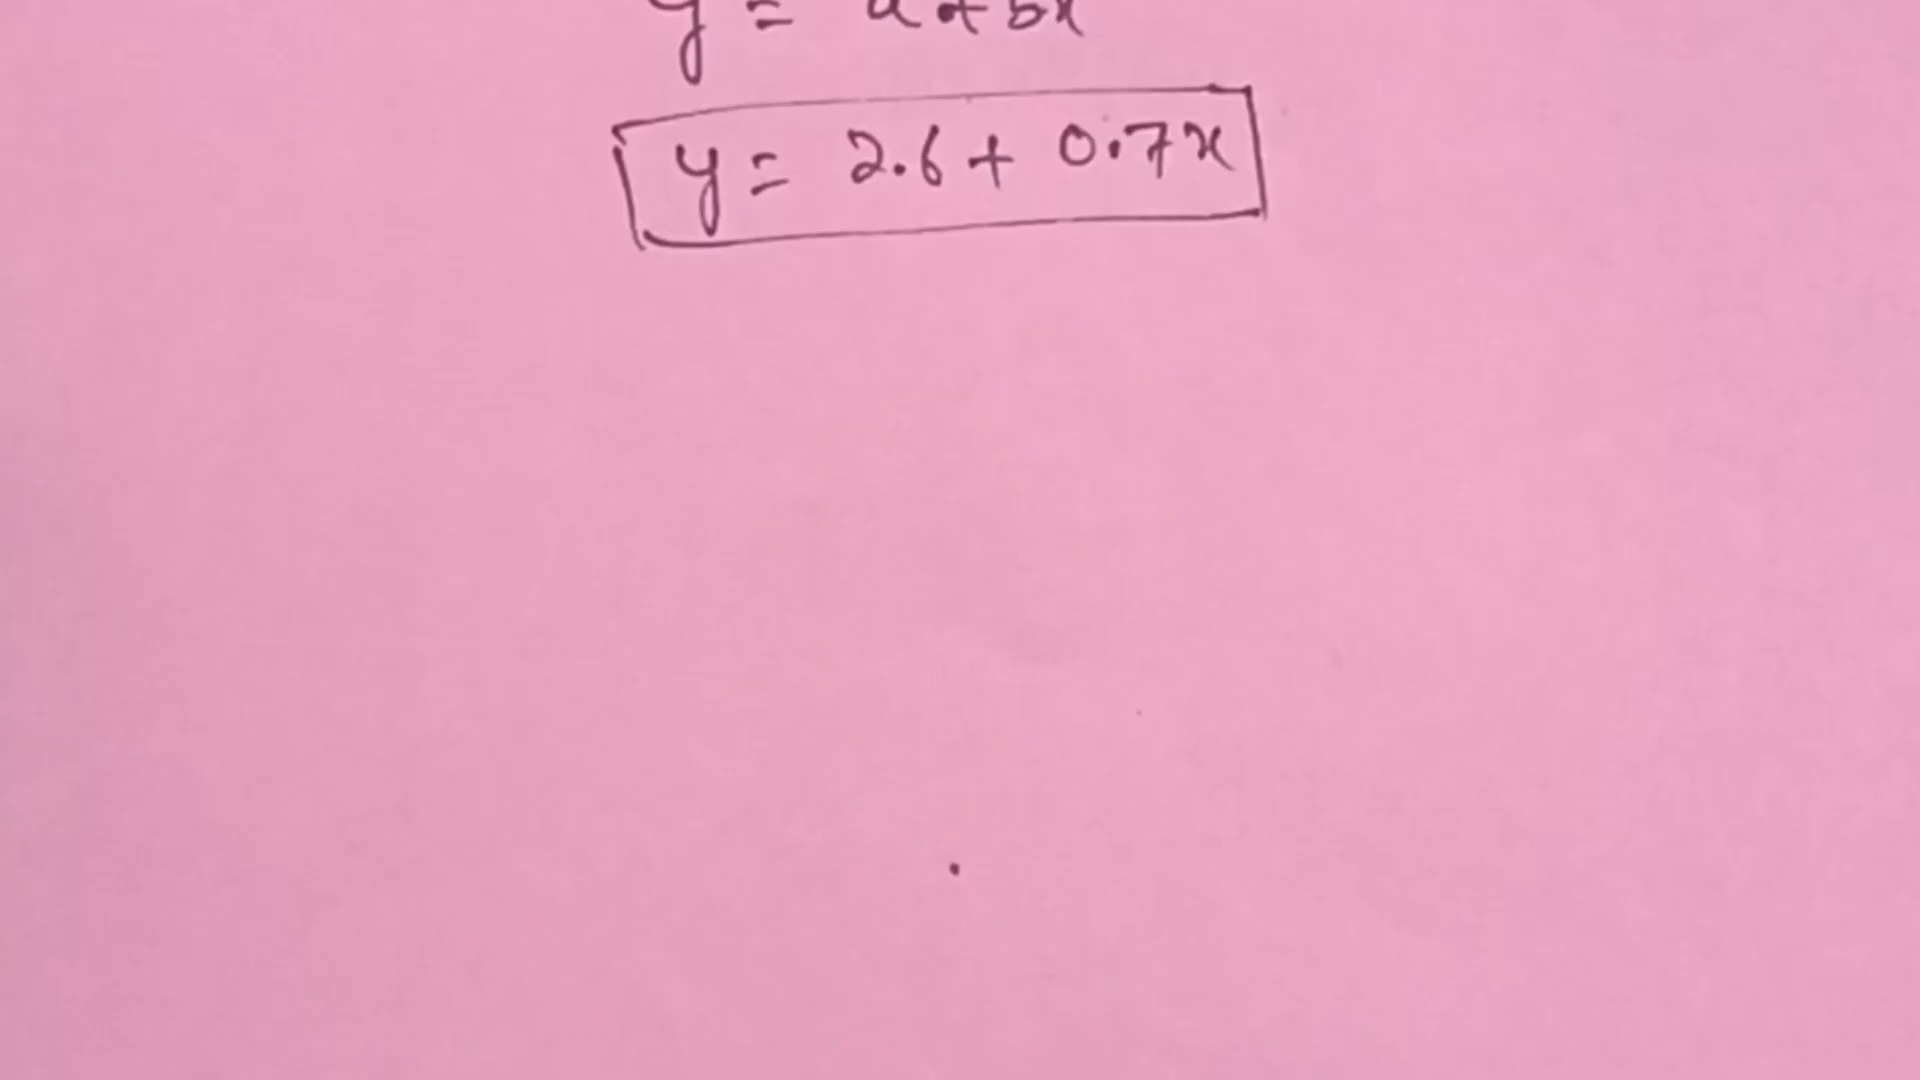 y = a + bx
y = 2.6 + 0.7x